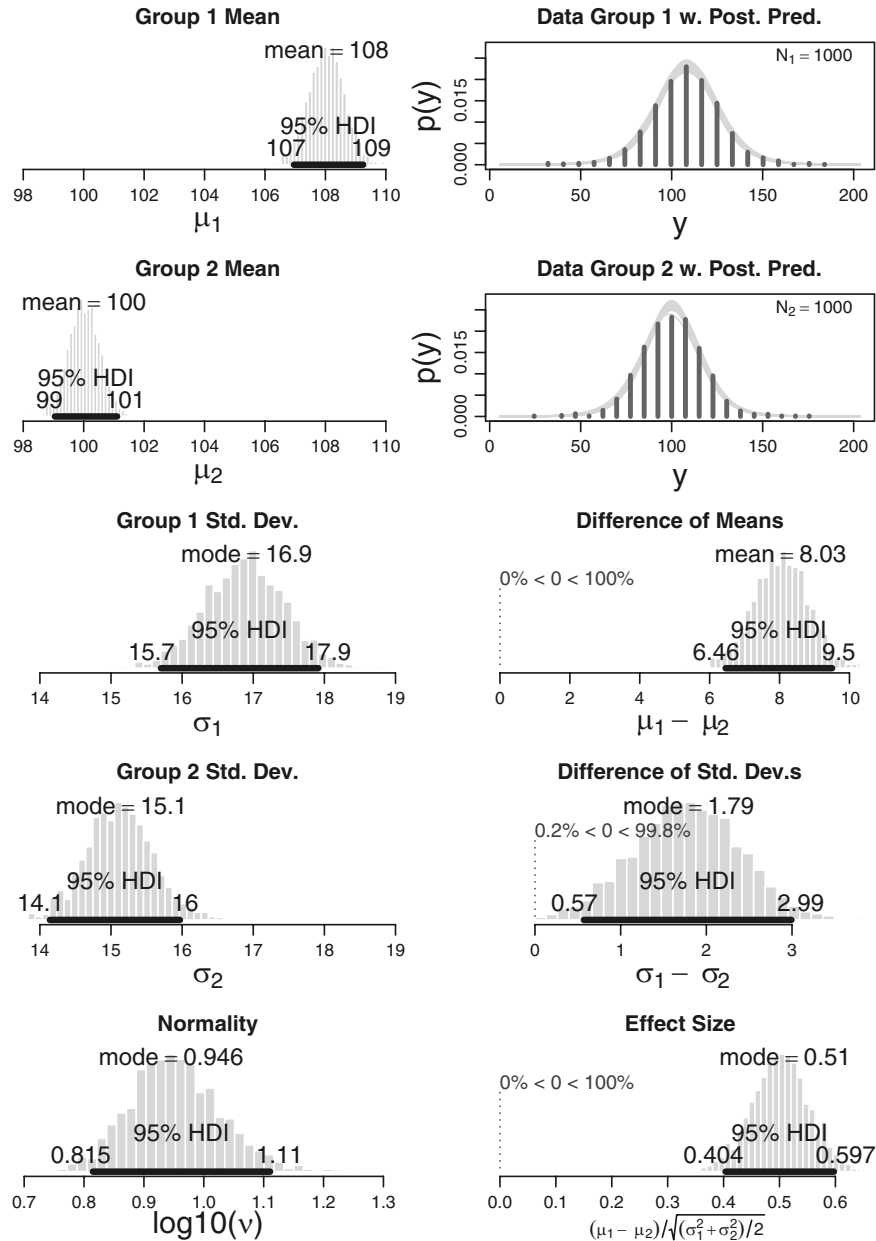 Group 1 Mean
mean = 108
95% HDI
107 109
98 100 102 104 106 108 110
μ1
Data Group 1 w. Post. Pred.
N1 = 1000
p(y)
0.000 0.015
0 50 100 150 200
y
Group 2 Mean
mean = 100
95% HDI
99 101
98 100 102 104 106 108 110
μ2
Data Group 2 w. Post. Pred.
N2 = 1000
p(y)
0.000 0.015
0 50 100 150 200
y
Group 1 Std. Dev.
mode = 16.9
95% HDI
15.7 17.9
14 15 16 17 18 19
σ1
Difference of Means
mean = 8.03
0% < 0 < 100%
95% HDI
6.46 9.5
0 2 4 6 8 10
μ1 − μ2
Group 2 Std. Dev.
mode = 15.1
95% HDI
14.1 16
14 15 16 17 18 19
σ2
Difference of Std. Dev.s
mode = 1.79
0.2% < 0 < 99.8%
95% HDI
0.57 2.99
0 1 2 3
σ1 − σ2
Normality
mode = 0.946
95% HDI
0.815 1.11
0.7 0.8 0.9 1.0 1.1 1.2 1.3
log10(ν)
Effect Size
mode = 0.51
0% < 0 < 100%
95% HDI
0.404 0.597
0.0 0.1 0.2 0.3 0.4 0.5 0.6
(μ1 − μ2)/√(σ1² + σ2²)/2